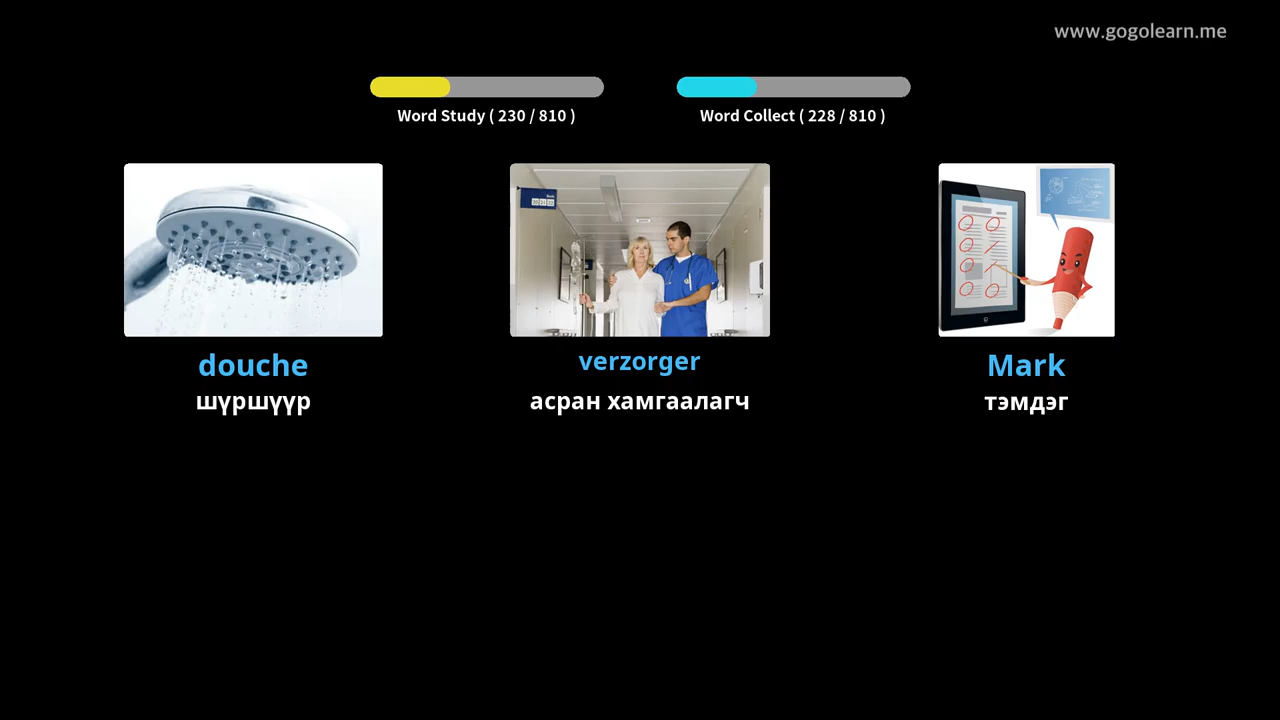 www.gogolearn.me
Word Study ( 230 / 810 )
Word Collect ( 228 / 810 )
douche
verzorger
Mark
шүршүүр
асран хамгаалагч
тэмдэг